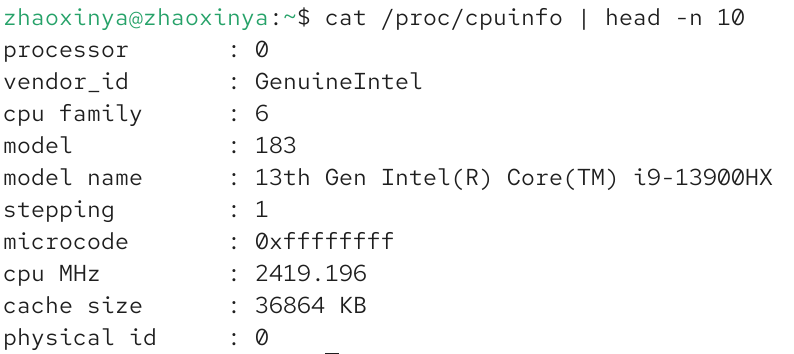 zhaoxinya@zhaoxinya:~$ cat /proc/cpuinfo | head -n 10
processor       : 0
vendor_id       : GenuineIntel
cpu family      : 6
model           : 183
model name      : 13th Gen Intel(R) Core(TM) i9-13900HX
stepping        : 1
microcode       : 0xffffffff
cpu MHz         : 2419.196
cache size      : 36864 KB
physical id     : 0